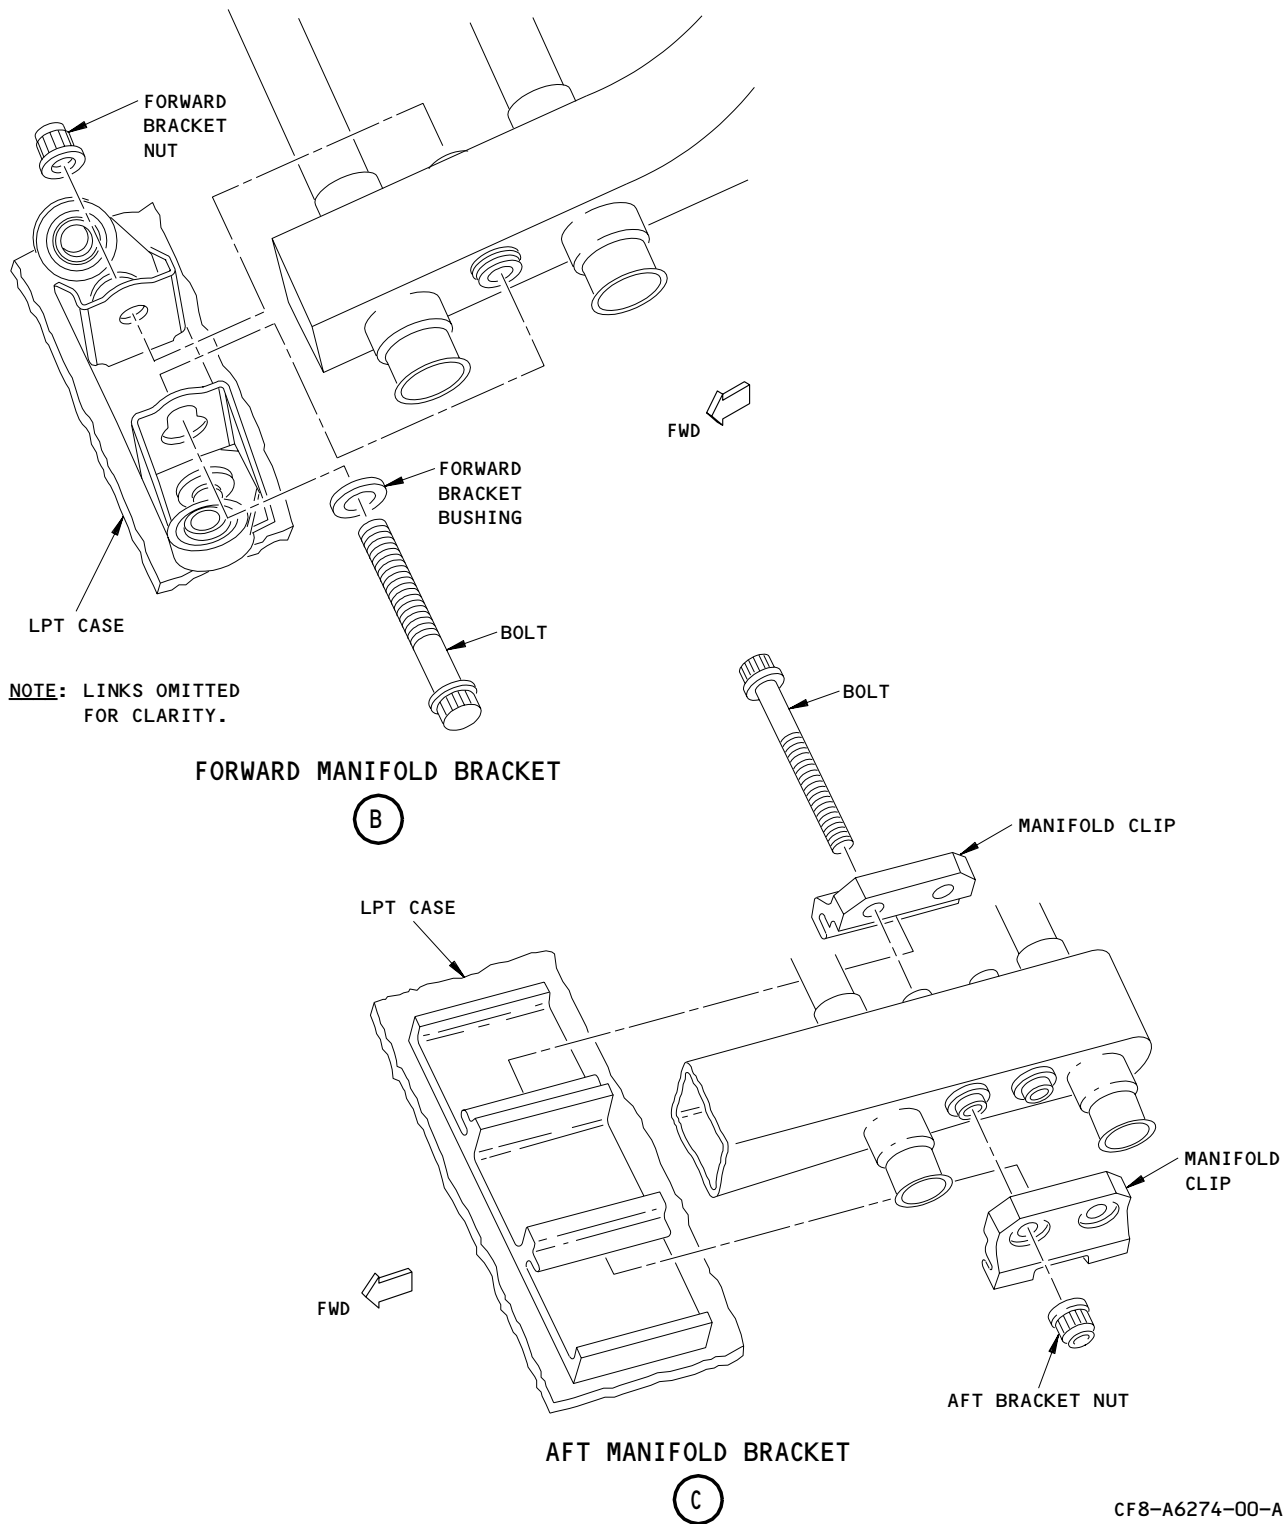 FORWARD
BRACKET
NUT
FWD
FORWARD
BRACKET
BUSHING
LPT CASE
BOLT
NOTE: LINKS OMITTED
FOR CLARITY.
FORWARD MANIFOLD BRACKET
B
BOLT
MANIFOLD CLIP
LPT CASE
MANIFOLD
CLIP
FWD
AFT BRACKET NUT
AFT MANIFOLD BRACKET
C
CF8-A6274-00-A